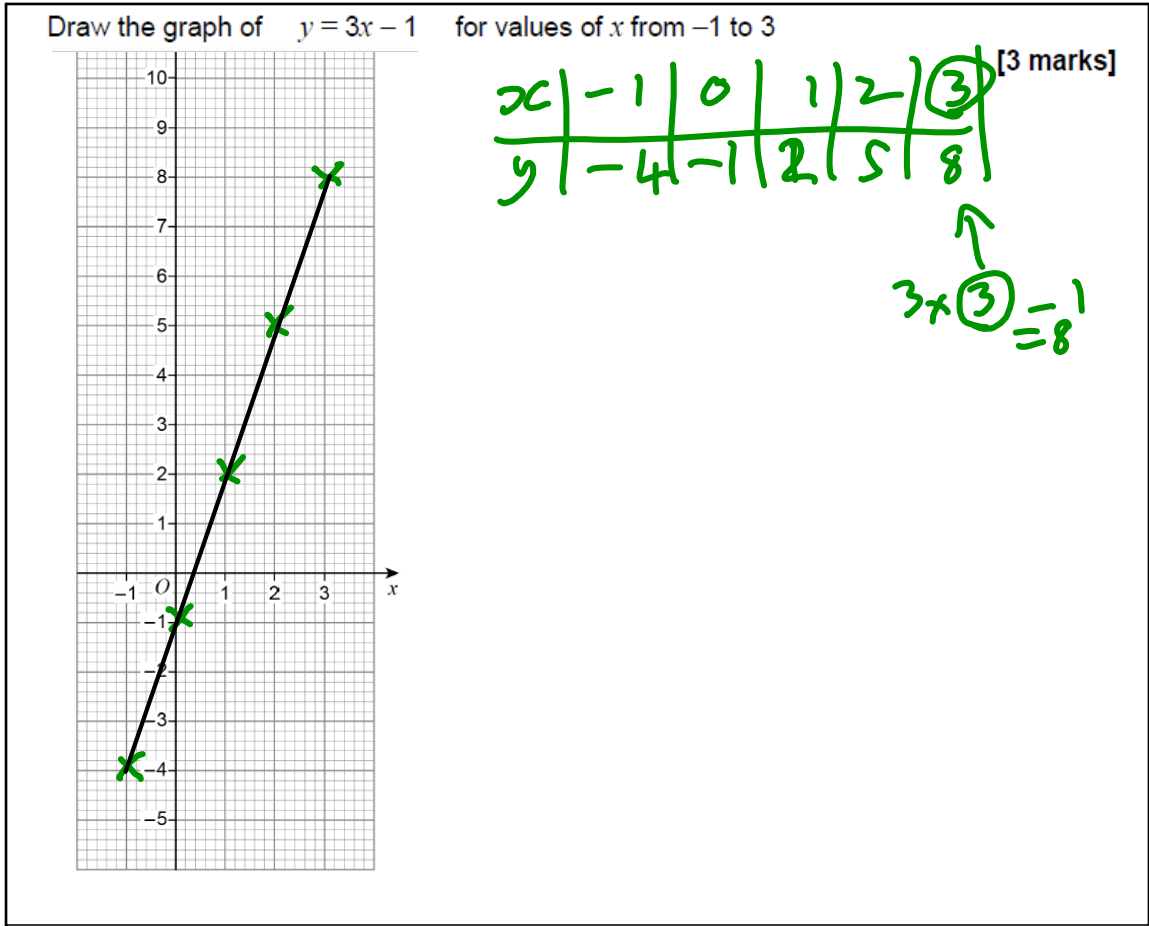 Draw the graph of y = 3x – 1 for values of x from –1 to 3
[3 marks]
x | –1 | 0 | 1 | 2 | 3
y | –4 | –1 | 2 | 5 | 8
3 × 3 – 1
= 8
10
9
8
7
6
5
4
3
2
1
–1 O 1 2 3 x
–1
–2
–3
–4
–5